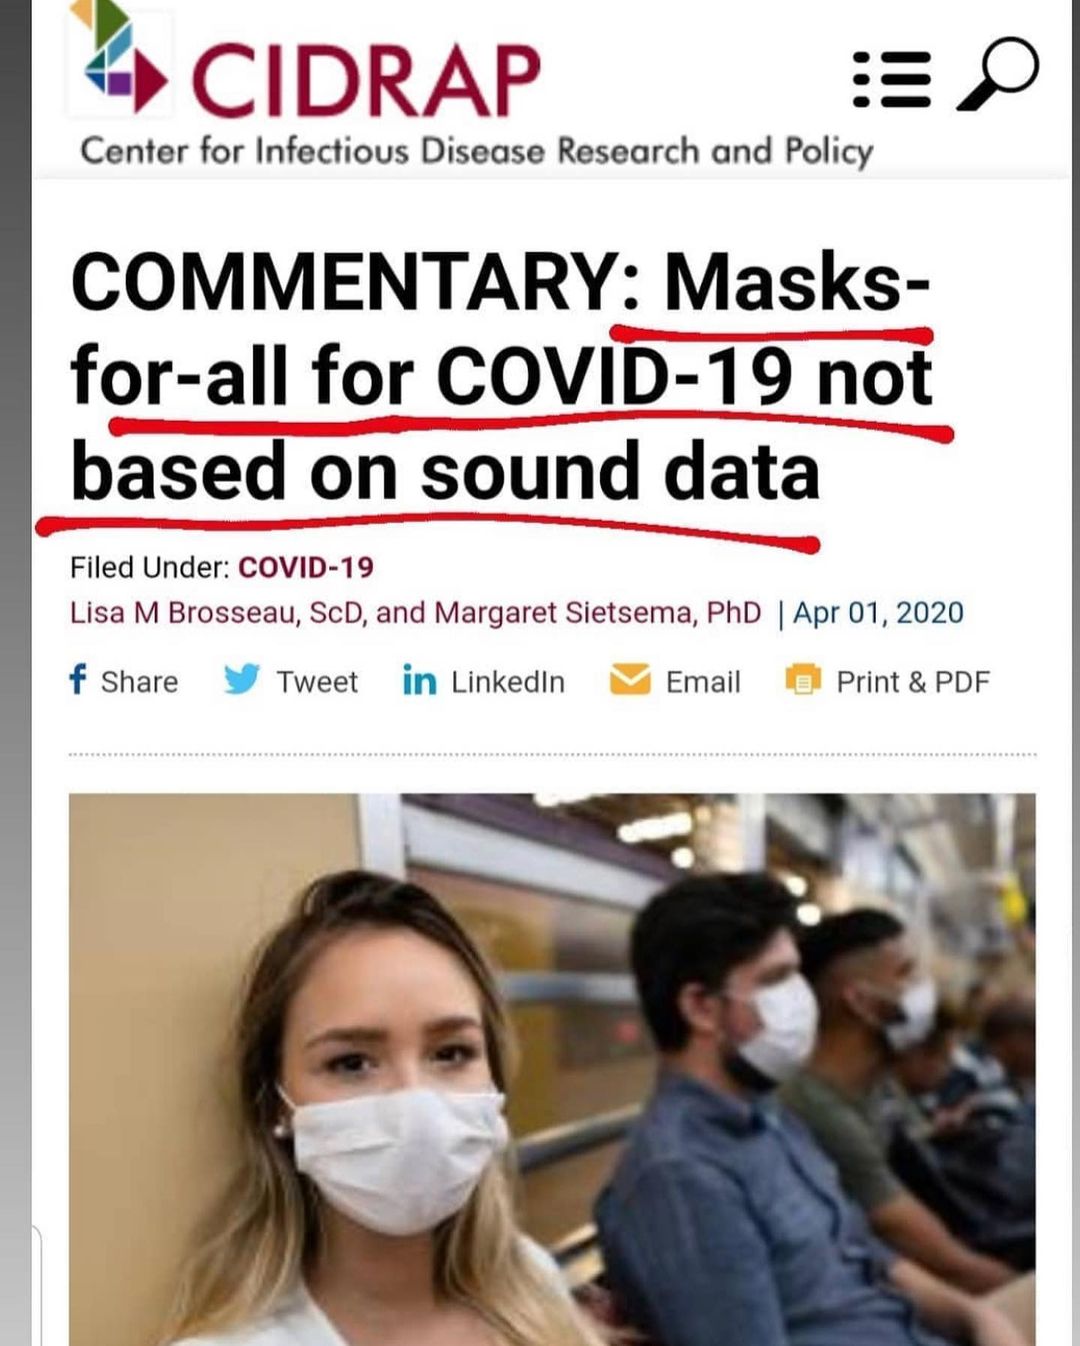 CIDRAP
Center for Infectious Disease Research and Policy
COMMENTARY: Masks-
for-all for COVID-19 not
based on sound data
Filed Under: COVID-19
Lisa M Brosseau, ScD, and Margaret Sietsema, PhD | Apr 01, 2020
f Share Tweet in LinkedIn Email Print & PDF